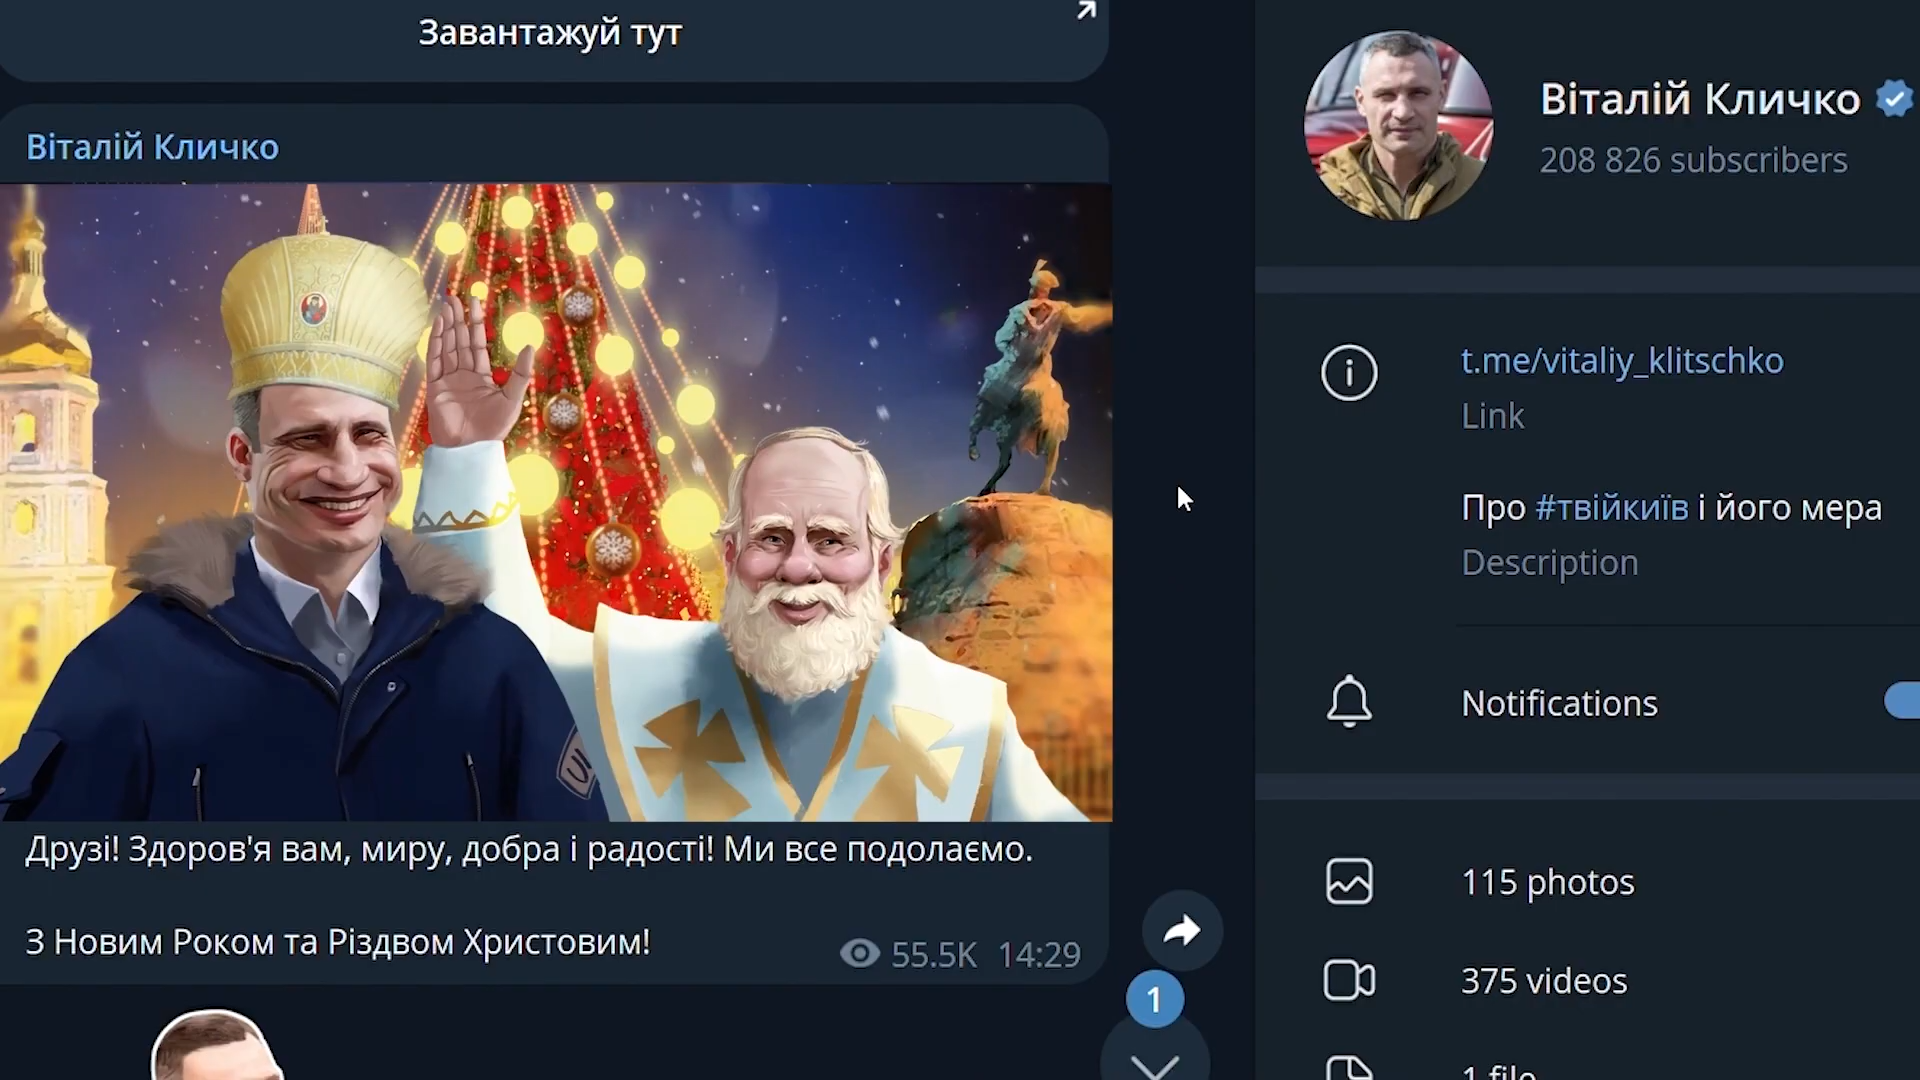 Завантажуй тут
Віталій Кличко
Друзі! Здоров'я вам, миру, добра і радості! Ми все подолаємо.
З Новим Роком та Різдвом Христовим!
55.5K 14:29
1
Віталій Кличко
208 826 subscribers
t.me/vitaliy_klitschko
Link
Про #твійкиїв і його мера
Description
Notifications
115 photos
375 videos
1 file